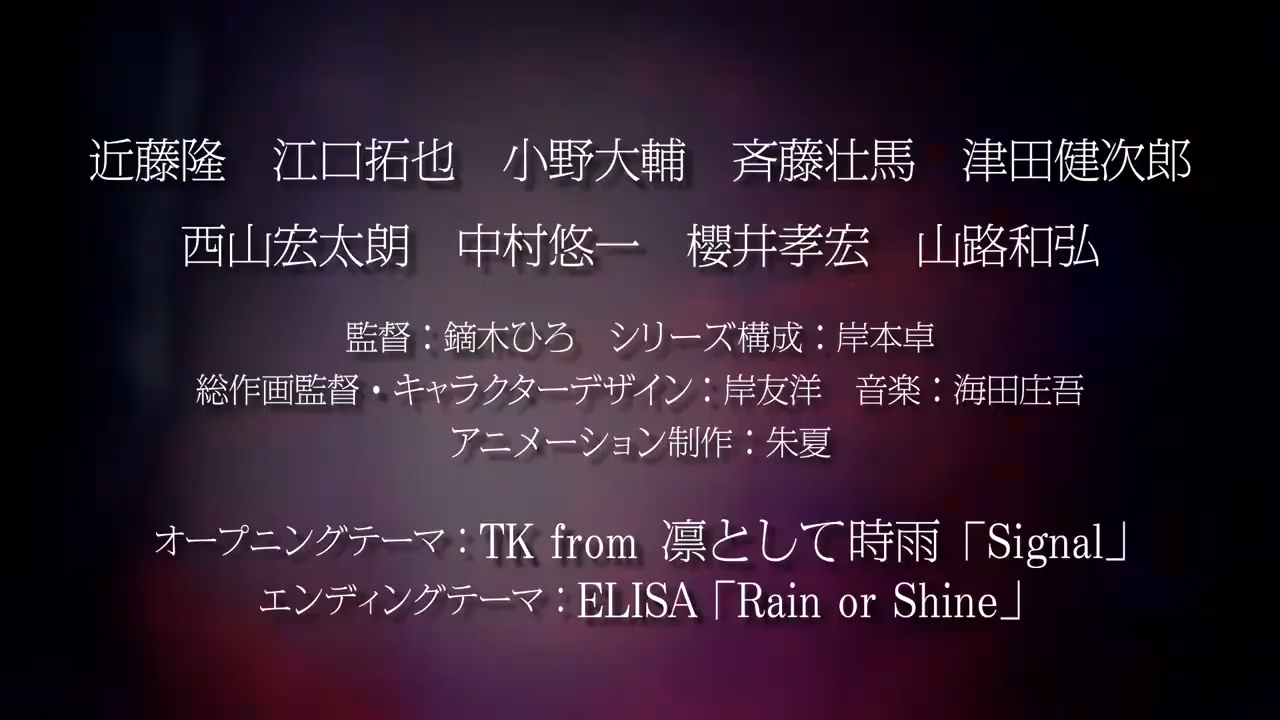 近藤隆　江口拓也　小野大輔　斉藤壮馬　津田健次郎
西山宏太朗　中村悠一　櫻井孝宏　山路和弘
監督：鏑木ひろ　シリーズ構成：岸本卓
総作画監督・キャラクターデザイン：岸友洋　音楽：海田庄吾
アニメーション制作：朱夏
オープニングテーマ：TK from 凛として時雨「Signal」
エンディングテーマ：ELISA「Rain or Shine」